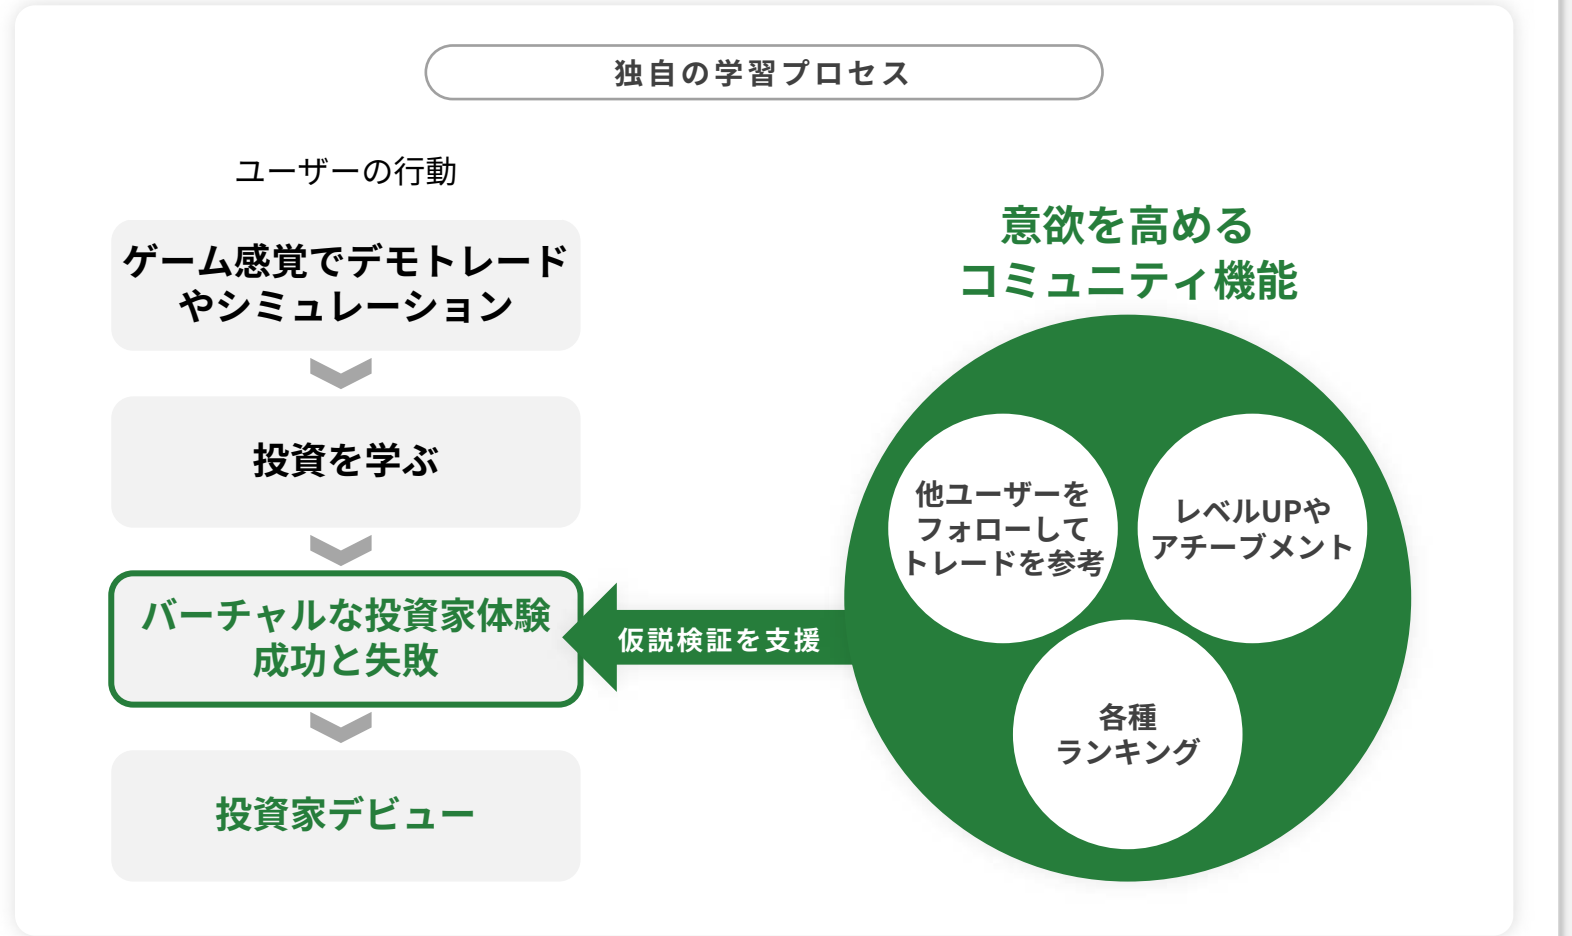 独自の学習プロセス
ユーザーの行動
ゲーム感覚でデモトレード
やシミュレーション
投資を学ぶ
バーチャルな投資家体験
成功と失敗
投資家デビュー
仮説検証を支援
意欲を高める
コミュニティ機能
他ユーザーを
フォローして
トレードを参考
レベルUPや
アチーブメント
各種
ランキング